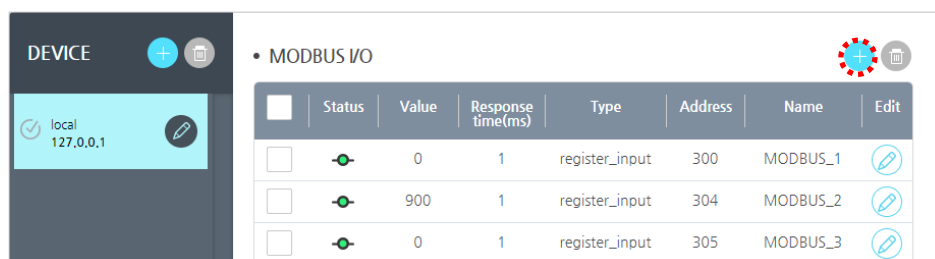 DEVICE
• MODBUS I/O
local
127.0.0.1
Status Value Response time(ms) Type Address Name Edit
0 1 register_input 300 MODBUS_1
900 1 register_input 304 MODBUS_2
0 1 register_input 305 MODBUS_3